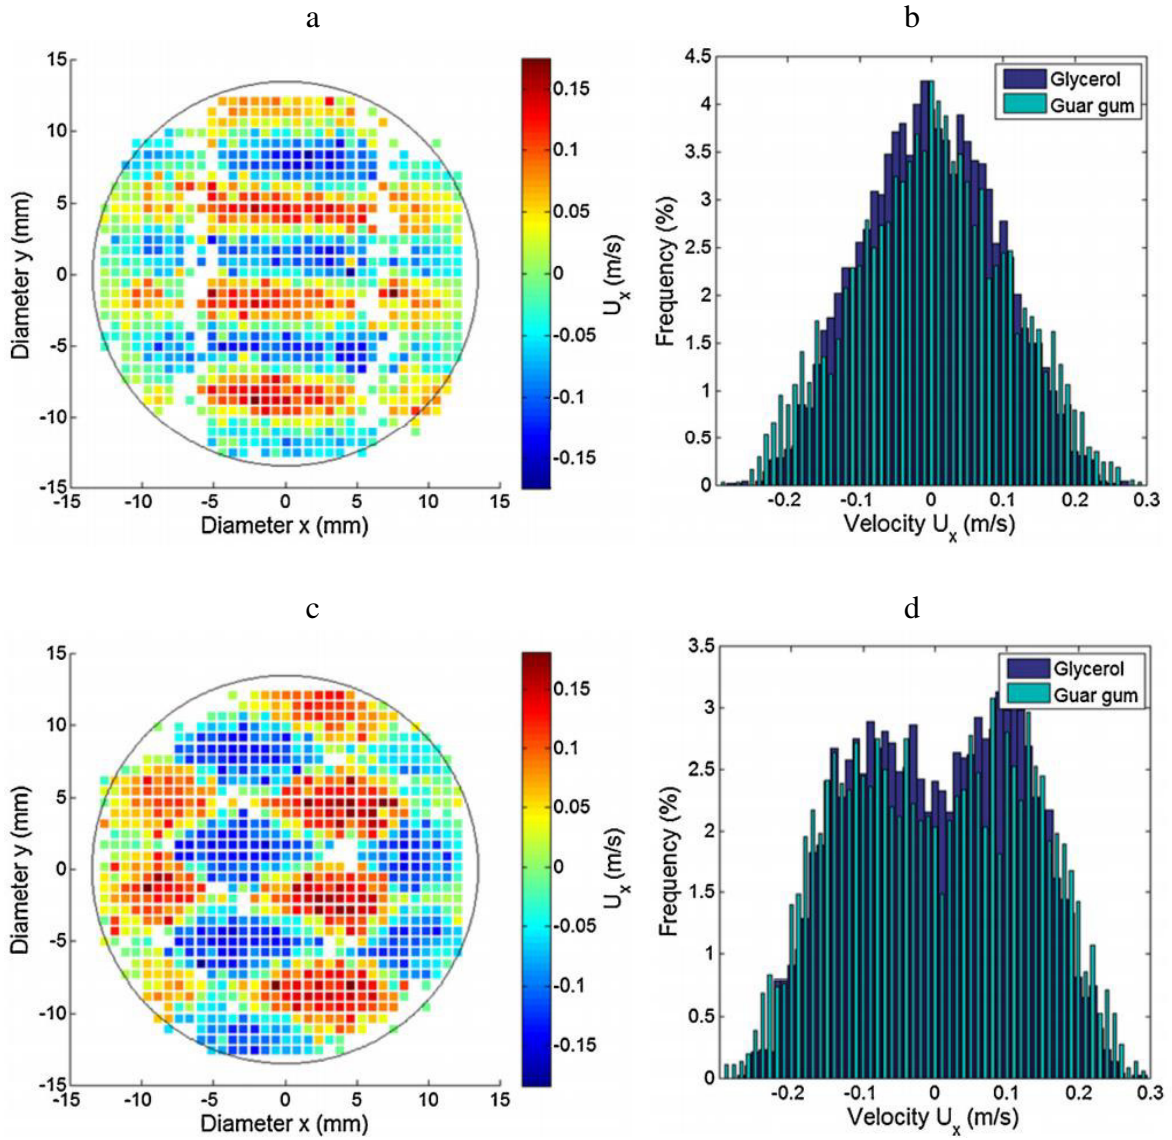 a
b
15
10
5
0
-5
-10
-15
-15 -10 -5 0 5 10 15
Diameter y (mm)
Diameter x (mm)
0.15
0.1
0.05
0
-0.05
-0.1
-0.15
Uₓ (m/s)
4.5
4
3.5
3
2.5
2
1.5
1
0.5
0
-0.2 -0.1 0 0.1 0.2 0.3
Frequency (%)
Velocity Uₓ (m/s)
Glycerol
Guar gum
c
d
15
10
5
0
-5
-10
-15
-15 -10 -5 0 5 10 15
Diameter y (mm)
Diameter x (mm)
0.15
0.1
0.05
0
-0.05
-0.1
-0.15
Uₓ (m/s)
3.5
3
2.5
2
1.5
1
0.5
0
-0.2 -0.1 0 0.1 0.2 0.3
Frequency (%)
Velocity Uₓ (m/s)
Glycerol
Guar gum